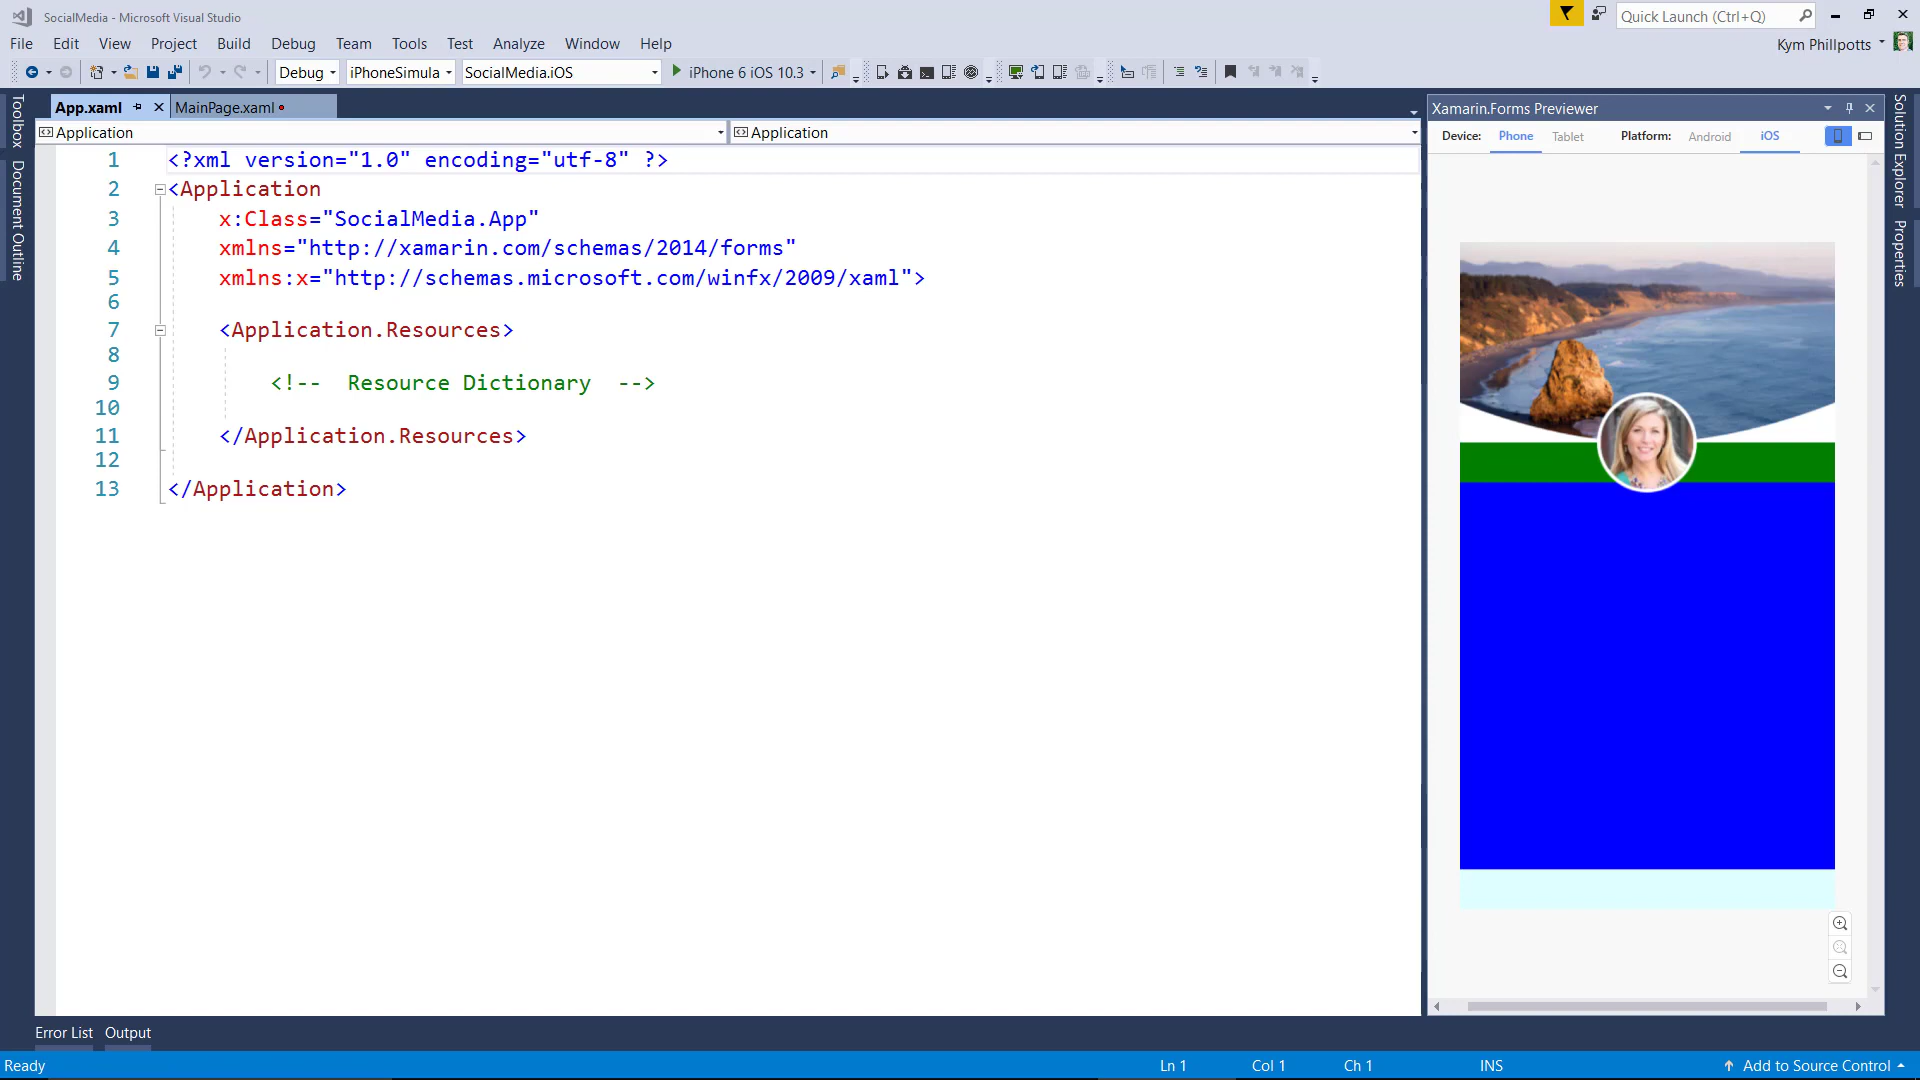 SocialMedia - Microsoft Visual Studio
Quick Launch (Ctrl+Q)
File Edit View Project Build Debug Team Tools Test Analyze Window Help
Kym Phillpotts
Debug iPhoneSimula SocialMedia.iOS iPhone 6 iOS 10.3
Toolbox
Document Outline
App.xaml MainPage.xaml
Application Application
1 <?xml version="1.0" encoding="utf-8" ?>
2 <Application
3 x:Class="SocialMedia.App"
4 xmlns="http://xamarin.com/schemas/2014/forms"
5 xmlns:x="http://schemas.microsoft.com/winfx/2009/xaml">
6
7 <Application.Resources>
8
9 <!--  Resource Dictionary  -->
10
11 </Application.Resources>
12
13 </Application>
Xamarin.Forms Previewer
Device: Phone Tablet Platform: Android iOS
Solution Explorer
Properties
Error List Output
Ready Ln 1 Col 1 Ch 1 INS Add to Source Control